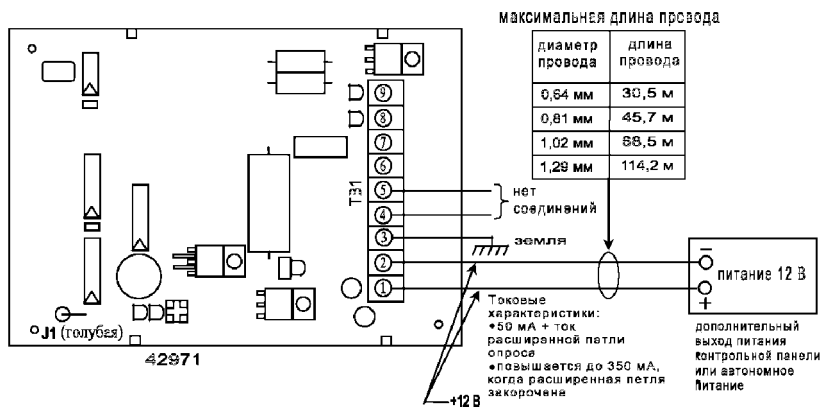 максимальная длина провода
диаметр провода
длина провода
0,64 мм 30,5 м
0,81 мм 45,7 м
1,02 мм 68,5 м
1,29 мм 114,2 м
9
8
7
6
5
4
3
2
1
TB1
нет
соединений
земля
–
питание 12 В
+
Токовые
характеристики:
•50 мА + ток
расширенной петли
опроса
•повышается до 350 мА,
когда расширенная петля
закорочена
дополнительный
выход питания
контрольной панели
или автономное
питание
+12 В
J1 (голубая)
42971